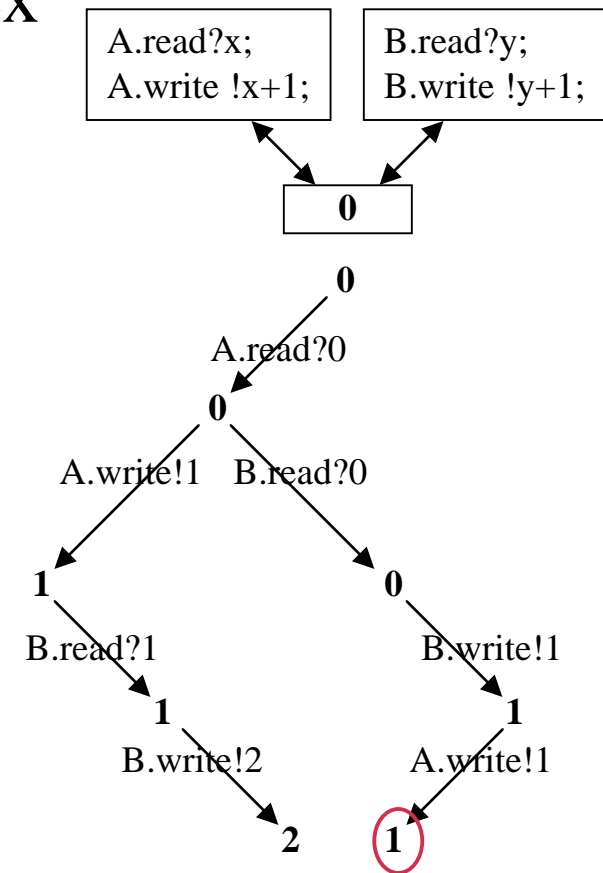 X
A.read?x;
A.write !x+1;
B.read?y;
B.write !y+1;
0
0
A.read?0
0
A.write!1 B.read?0
1 0
B.read?1 B.write!1
1 1
B.write!2 A.write!1
2 1